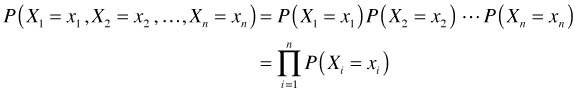 P(X₁ = x₁, X₂ = x₂, …, Xₙ = xₙ) = P(X₁ = x₁)P(X₂ = x₂) ⋯ P(Xₙ = xₙ)
= ∏ᵢ₌₁ⁿ P(Xᵢ = xᵢ)